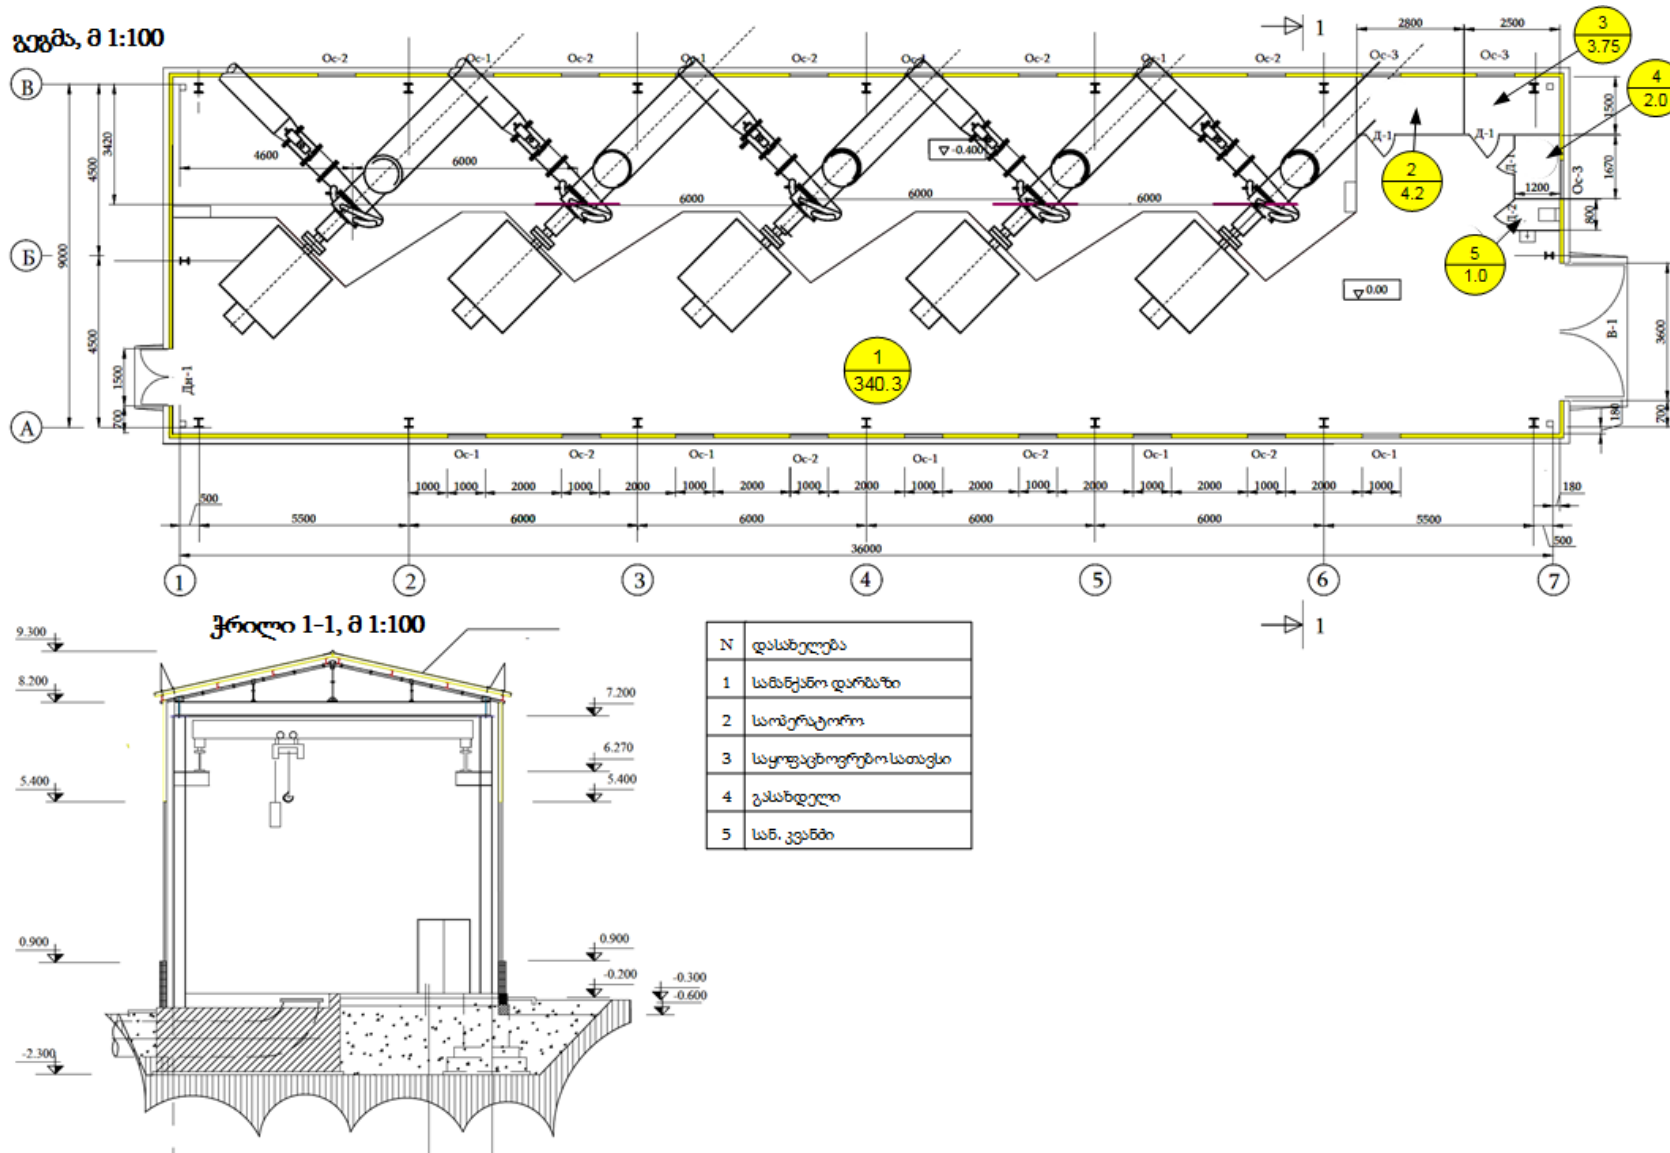 გეგმა, მ 1:100
1
2800
2500
3
3.75
4
2.0
Ос-2
Ос-1
Ос-2
Ос-1
Ос-2
Ос-1
Ос-2
Ос-1
Ос-2
Ос-3
Ос-3
В
Б
А
9000
4500
4500
3420
1500
700
4600
6000
6000
6000
6000
-0.400
0.00
Д-1
Д-1
Д-1
Д-2
2
4.2
5
1.0
1
340.3
1500
1670
1200
800
Ос-3
В-1
3600
700
180
Дн-1
Ос-1
Ос-2
Ос-1
Ос-2
Ос-1
Ос-2
Ос-1
Ос-2
Ос-1
1000 1000 2000 1000 2000 1000 2000 1000 2000 1000 2000 1000 2000 1000 2000 1000 2000 1000
500
5500
6000
6000
6000
6000
5500
180
500
36000
1
2
3
4
5
6
7
1
ჭრილი 1-1, მ 1:100
9.300
8.200
5.400
0.900
-2.300
7.200
6.270
5.400
0.900
-0.200
-0.300
-0.600
N დასახელება
1 სამანქანო დარბაზი
2 საოპერატორო
3 საყოფაცხოვრებო სათავსი
4 გასახდელი
5 სან. კვანძი